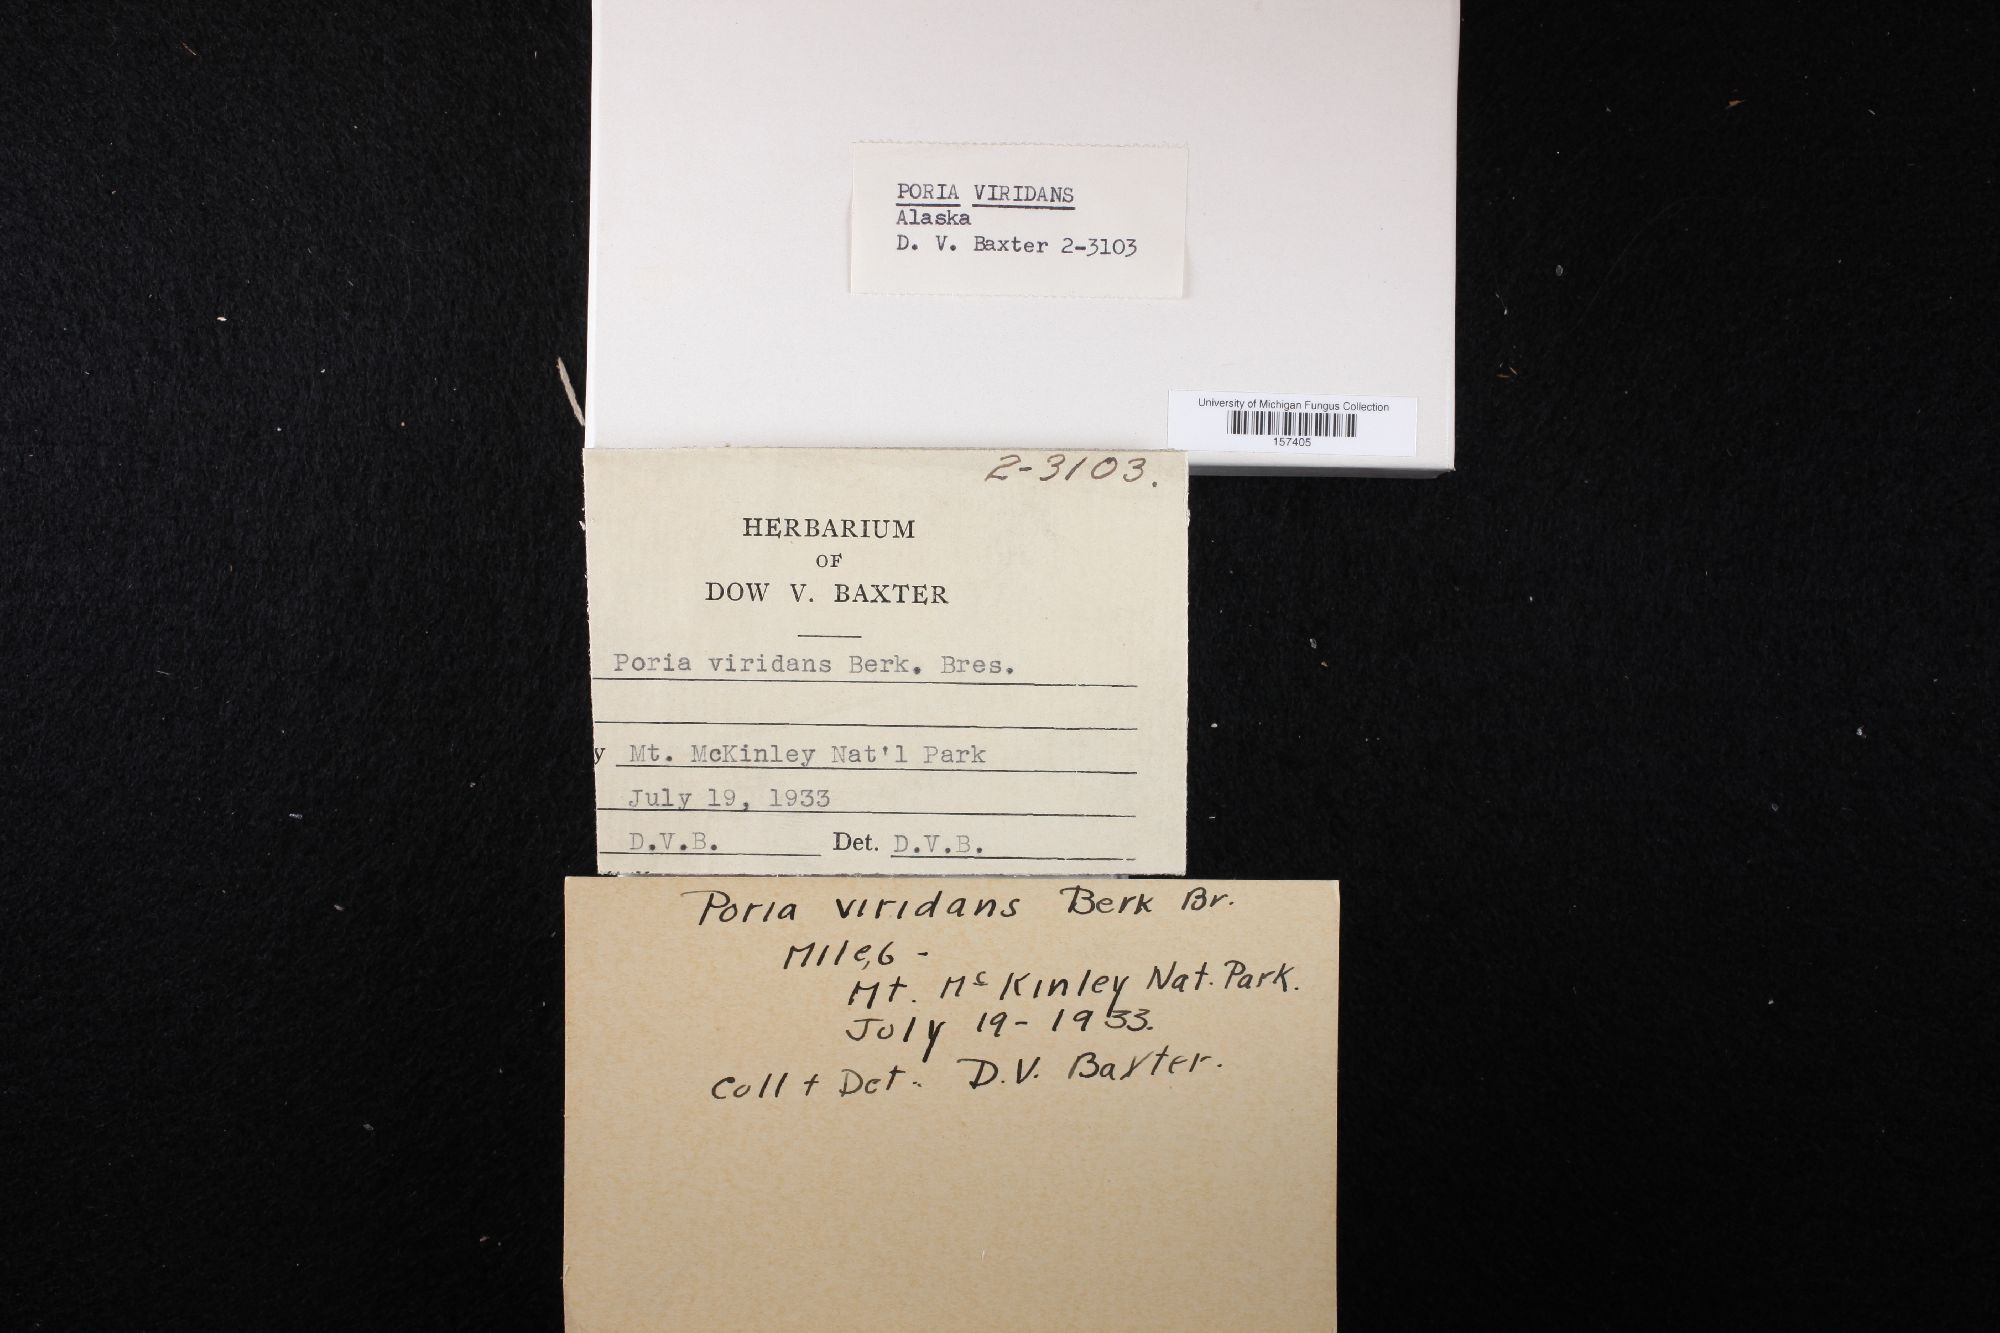 PORIA VIRIDANS
Alaska
D. V. Baxter 2-3103
University of Michigan Fungus Collection
157405
2-3103.
HERBARIUM
OF
DOW V. BAXTER
Poria viridans Berk. Bres.
y Mt. McKinley Nat'l Park
July 19, 1933
D.V.B. Det. D.V.B.
Poria viridans Berk Br.
Mile, 6 -
Mt. Mc Kinley Nat. Park.
July 19 - 1933.
Coll + Det. D.V. Baxter.